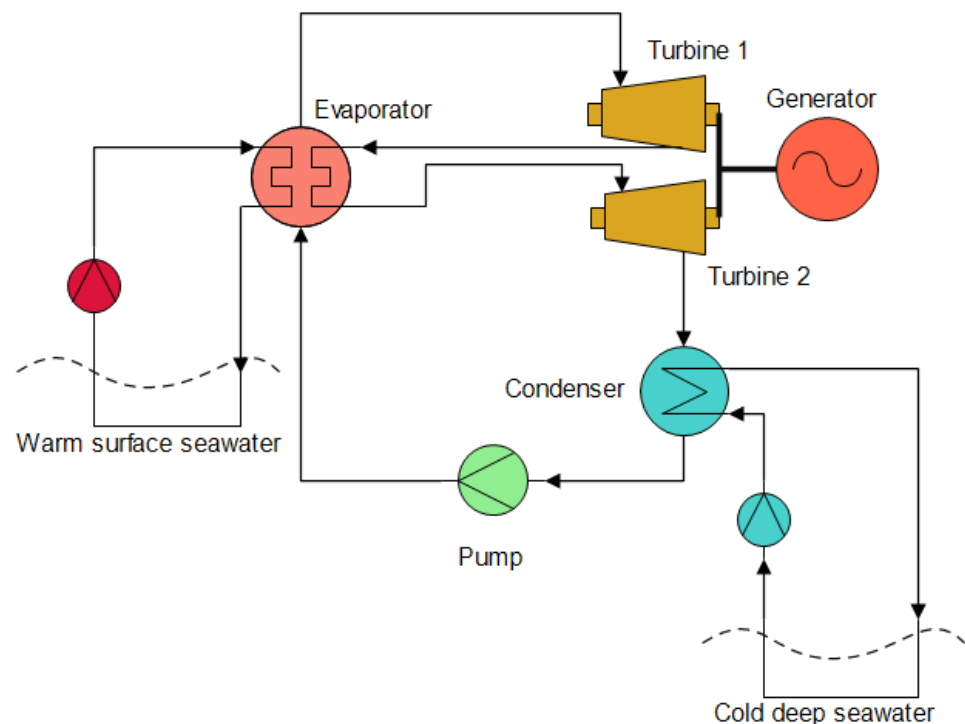 Turbine 1
Generator
Evaporator
Turbine 2
Condenser
Warm surface seawater
Pump
Cold deep seawater